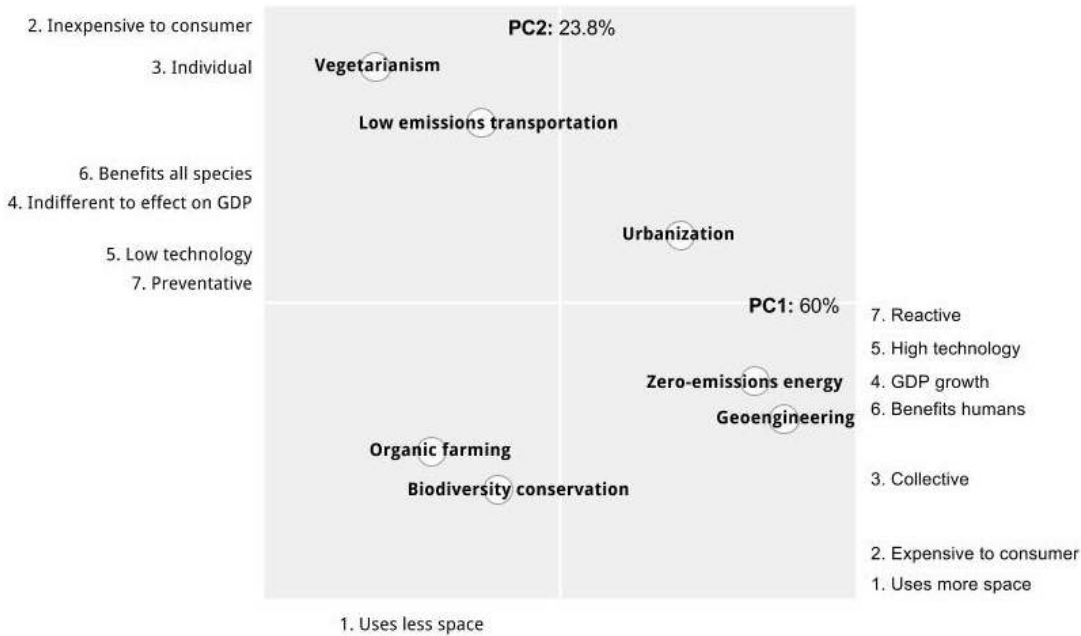 2. Inexpensive to consumer
PC2: 23.8%
3. Individual
Vegetarianism
Low emissions transportation
6. Benefits all species
4. Indifferent to effect on GDP
Urbanization
5. Low technology
7. Preventative
PC1: 60%
7. Reactive
5. High technology
Zero-emissions energy
4. GDP growth
6. Benefits humans
Geoengineering
Organic farming
3. Collective
Biodiversity conservation
2. Expensive to consumer
1. Uses more space
1. Uses less space